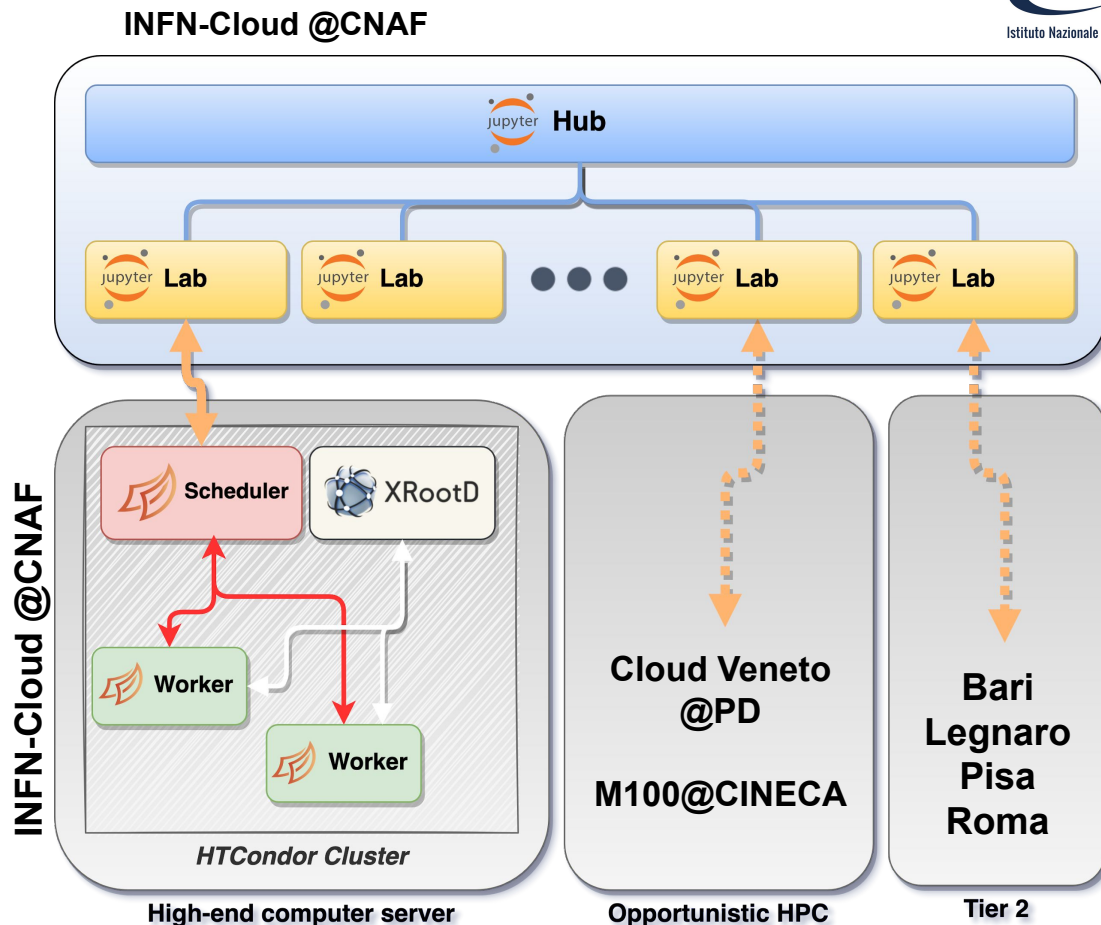 INFN-Cloud @CNAF
Istituto Nazionale
jupyter Hub
jupyter Lab
jupyter Lab
jupyter Lab
jupyter Lab
INFN-Cloud @CNAF
Scheduler
XRootD
Worker
Worker
HTCondor Cluster
High-end computer server
Cloud Veneto
@PD
M100@CINECA
Opportunistic HPC
Bari
Legnaro
Pisa
Roma
Tier 2